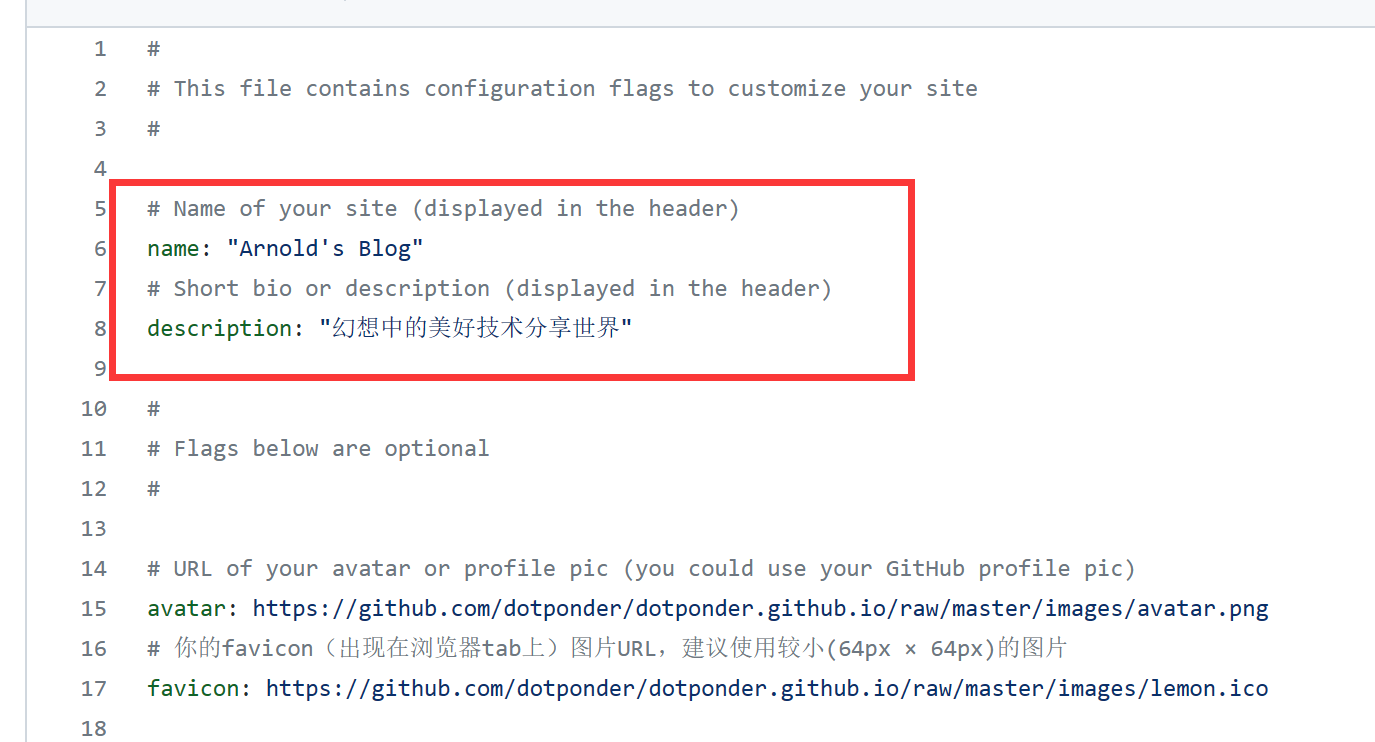 1 #
2 # This file contains configuration flags to customize your site
3 #
4
5 # Name of your site (displayed in the header)
6 name: "Arnold's Blog"
7 # Short bio or description (displayed in the header)
8 description: "幻想中的美好技术分享世界"
9
10 #
11 # Flags below are optional
12 #
13
14 # URL of your avatar or profile pic (you could use your GitHub profile pic)
15 avatar: https://github.com/dotponder/dotponder.github.io/raw/master/images/avatar.png
16 # 你的favicon（出现在浏览器tab上）图片URL，建议使用较小(64px × 64px)的图片
17 favicon: https://github.com/dotponder/dotponder.github.io/raw/master/images/lemon.ico
18